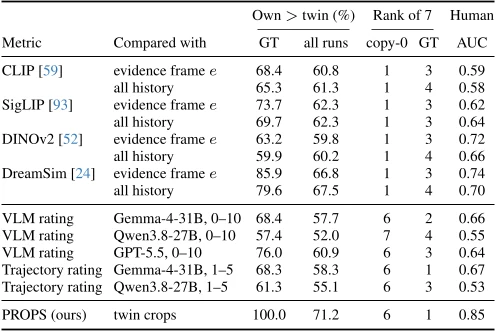 Own > twin (%) Rank of 7 Human
Metric Compared with GT all runs copy-0 GT AUC
CLIP [59] evidence frame e 68.4 60.8 1 3 0.59
all history 65.3 61.3 1 4 0.58
SigLIP [93] evidence frame e 73.7 62.3 1 3 0.62
all history 69.7 62.3 1 3 0.64
DINOv2 [52] evidence frame e 63.2 59.8 1 3 0.72
all history 59.9 60.2 1 4 0.66
DreamSim [24] evidence frame e 85.9 66.8 1 3 0.74
all history 79.6 67.5 1 4 0.70
VLM rating Gemma-4-31B, 0–10 68.4 57.7 6 2 0.66
VLM rating Qwen3.8-27B, 0–10 57.4 52.0 7 4 0.55
VLM rating GPT-5.5, 0–10 76.0 60.9 6 3 0.64
Trajectory rating Gemma-4-31B, 1–5 68.3 58.3 6 1 0.67
Trajectory rating Qwen3.8-27B, 1–5 61.3 55.1 6 3 0.53
PROPS (ours) twin crops 100.0 71.2 6 1 0.85